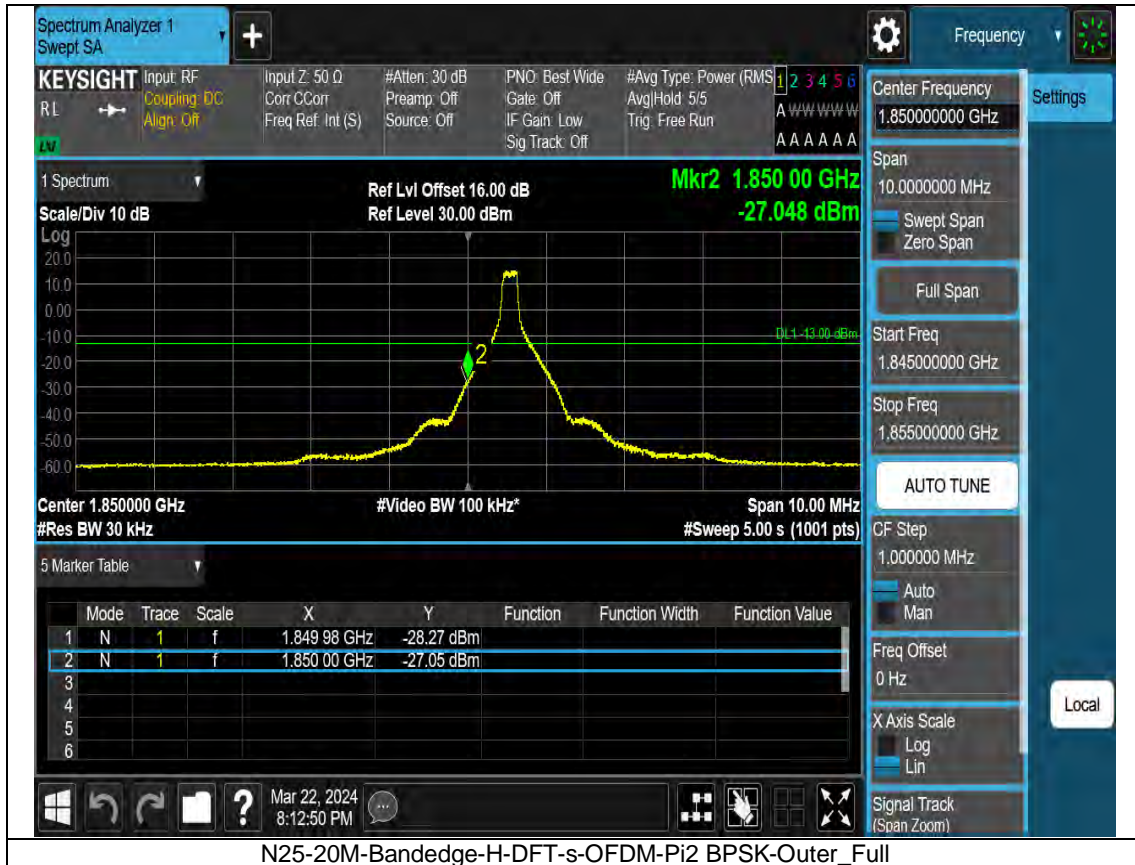 Spectrum Analyzer 1
Swept SA
Frequency
KEYSIGHT
RL
LXI
Input: RF
Coupling: DC
Align: Off
Input Z: 50 Ω
Corr CCorr
Freq Ref: Int (S)
#Atten: 30 dB
Preamp: Off
Source: Off
PNO: Best Wide
Gate: Off
IF Gain: Low
Sig Track: Off
#Avg Type: Power (RMS
Avg|Hold: 5/5
Trig: Free Run
1 2 3 4 5 6
A W W W W W
A A A A A A
Center Frequency
1.850000000 GHz
Settings
Span
10.0000000 MHz
Swept Span
Zero Span
Full Span
Start Freq
1.845000000 GHz
Stop Freq
1.855000000 GHz
AUTO TUNE
CF Step
1.000000 MHz
Auto
Man
Freq Offset
0 Hz
X Axis Scale
Log
Lin
Signal Track
(Span Zoom)
Local
1 Spectrum
Scale/Div 10 dB
Ref Lvl Offset 16.00 dB
Ref Level 30.00 dBm
Mkr2 1.850 00 GHz
-27.048 dBm
Log
20.0
10.0
0.00
-10.0
-20.0
-30.0
-40.0
-50.0
-60.0
DL1 -13.00 dBm
2
Center 1.850000 GHz
#Res BW 30 kHz
#Video BW 100 kHz*
Span 10.00 MHz
#Sweep 5.00 s (1001 pts)
5 Marker Table
Mode Trace Scale X Y Function Function Width Function Value
1 N 1 f 1.849 98 GHz -28.27 dBm
2 N 1 f 1.850 00 GHz -27.05 dBm
3
4
5
6
Mar 22, 2024
8:12:50 PM
N25-20M-Bandedge-H-DFT-s-OFDM-Pi2 BPSK-Outer_Full